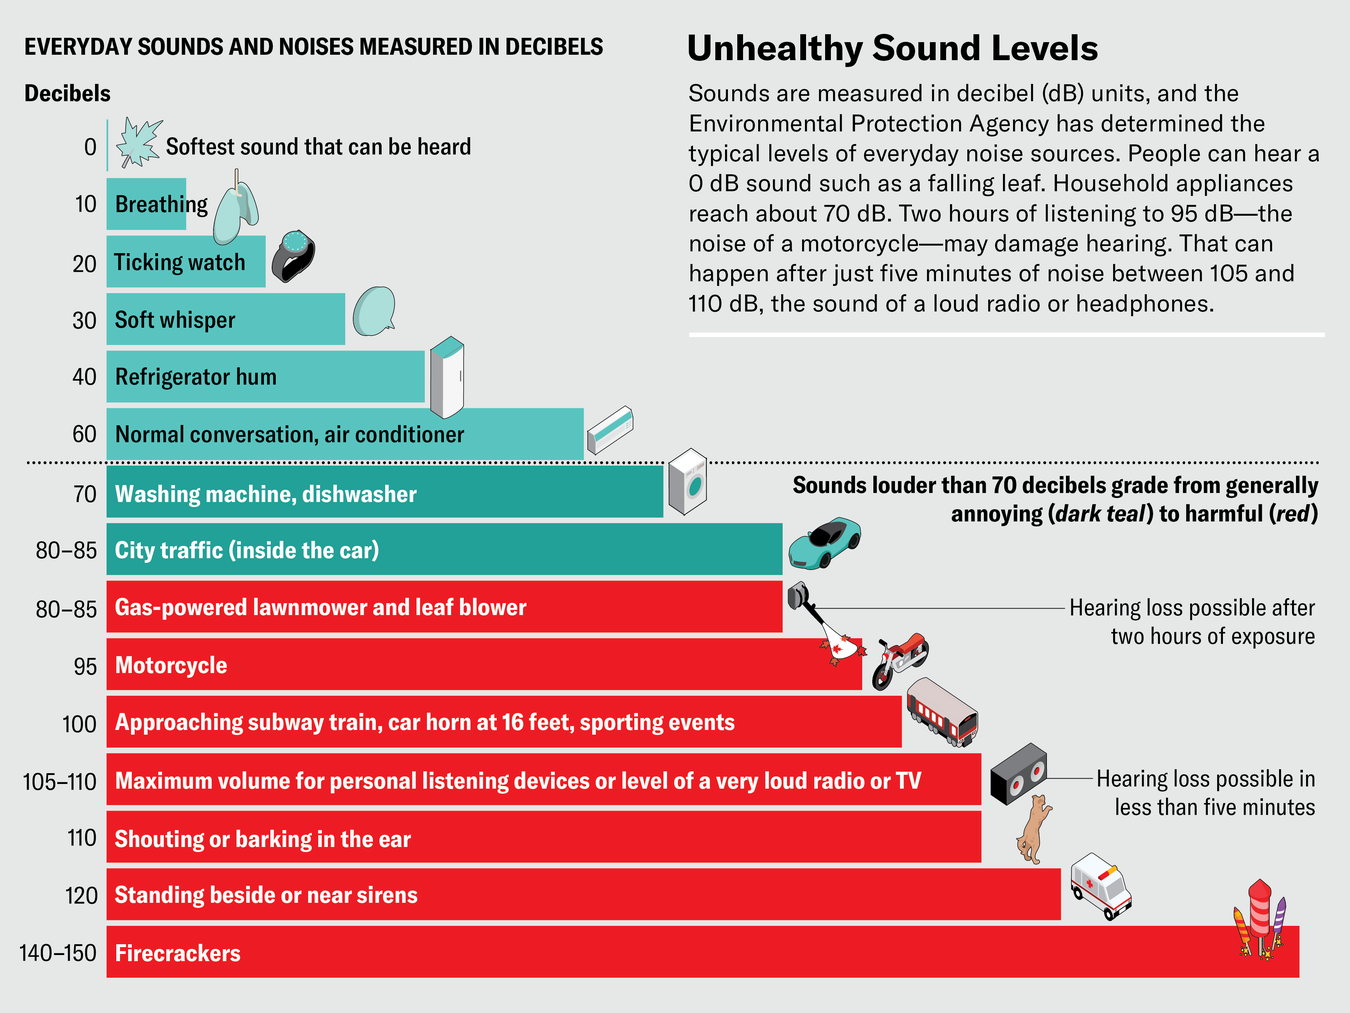 EVERYDAY SOUNDS AND NOISES MEASURED IN DECIBELS
Decibels
0 Softest sound that can be heard
10 Breathing
20 Ticking watch
30 Soft whisper
40 Refrigerator hum
60 Normal conversation, air conditioner
70 Washing machine, dishwasher
80–85 City traffic (inside the car)
80–85 Gas-powered lawnmower and leaf blower
95 Motorcycle
100 Approaching subway train, car horn at 16 feet, sporting events
105–110 Maximum volume for personal listening devices or level of a very loud radio or TV
110 Shouting or barking in the ear
120 Standing beside or near sirens
140–150 Firecrackers
Unhealthy Sound Levels
Sounds are measured in decibel (dB) units, and the
Environmental Protection Agency has determined the
typical levels of everyday noise sources. People can hear a
0 dB sound such as a falling leaf. Household appliances
reach about 70 dB. Two hours of listening to 95 dB—the
noise of a motorcycle—may damage hearing. That can
happen after just five minutes of noise between 105 and
110 dB, the sound of a loud radio or headphones.
Sounds louder than 70 decibels grade from generally
annoying (dark teal) to harmful (red)
Hearing loss possible after
two hours of exposure
Hearing loss possible in
less than five minutes